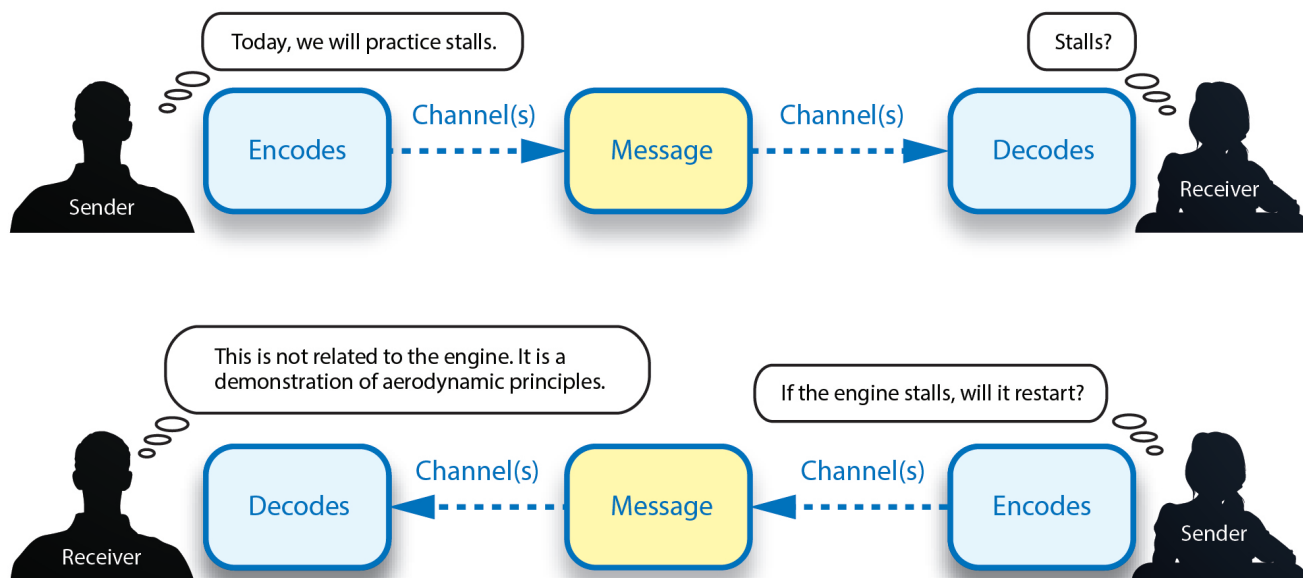 Today, we will practice stalls.
Stalls?
Channel(s)
Channel(s)
Encodes
Message
Decodes
Sender
Receiver
This is not related to the engine. It is a
demonstration of aerodynamic principles.
If the engine stalls, will it restart?
Channel(s)
Channel(s)
Decodes
Message
Encodes
Receiver
Sender